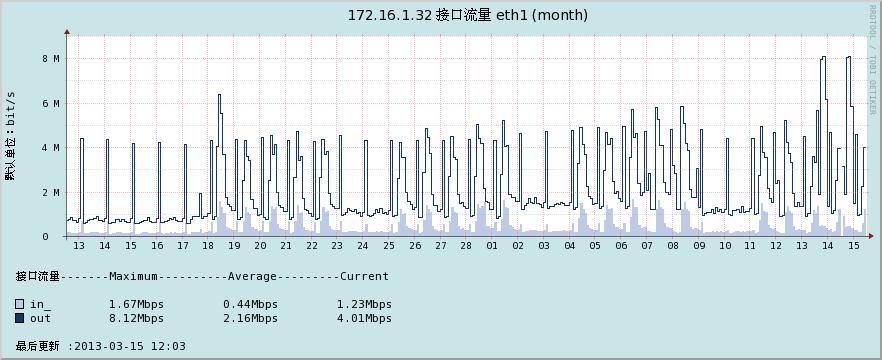 172.16.1.32 接口流量 eth1 (month)
RRDTOOL / TOBI OETIKER
默认单位：bit/s
8 M
6 M
4 M
2 M
0
13 14 15 16 17 18 19 20 21 22 23 24 25 26 27 28 01 02 03 04 05 06 07 08 09 10 11 12 13 14 15
接口流量-------Maximum----------Average---------Current
in_ 1.67Mbps 0.44Mbps 1.23Mbps
out 8.12Mbps 2.16Mbps 4.01Mbps
最后更新 :2013-03-15 12:03